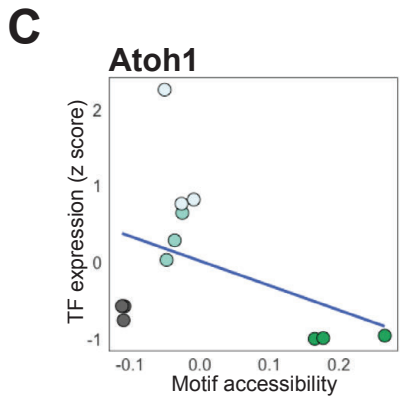 C
Atoh1
TF expression (z score)
2
1
0
-1
-0.1 0.0 0.1 0.2
Motif accessibility